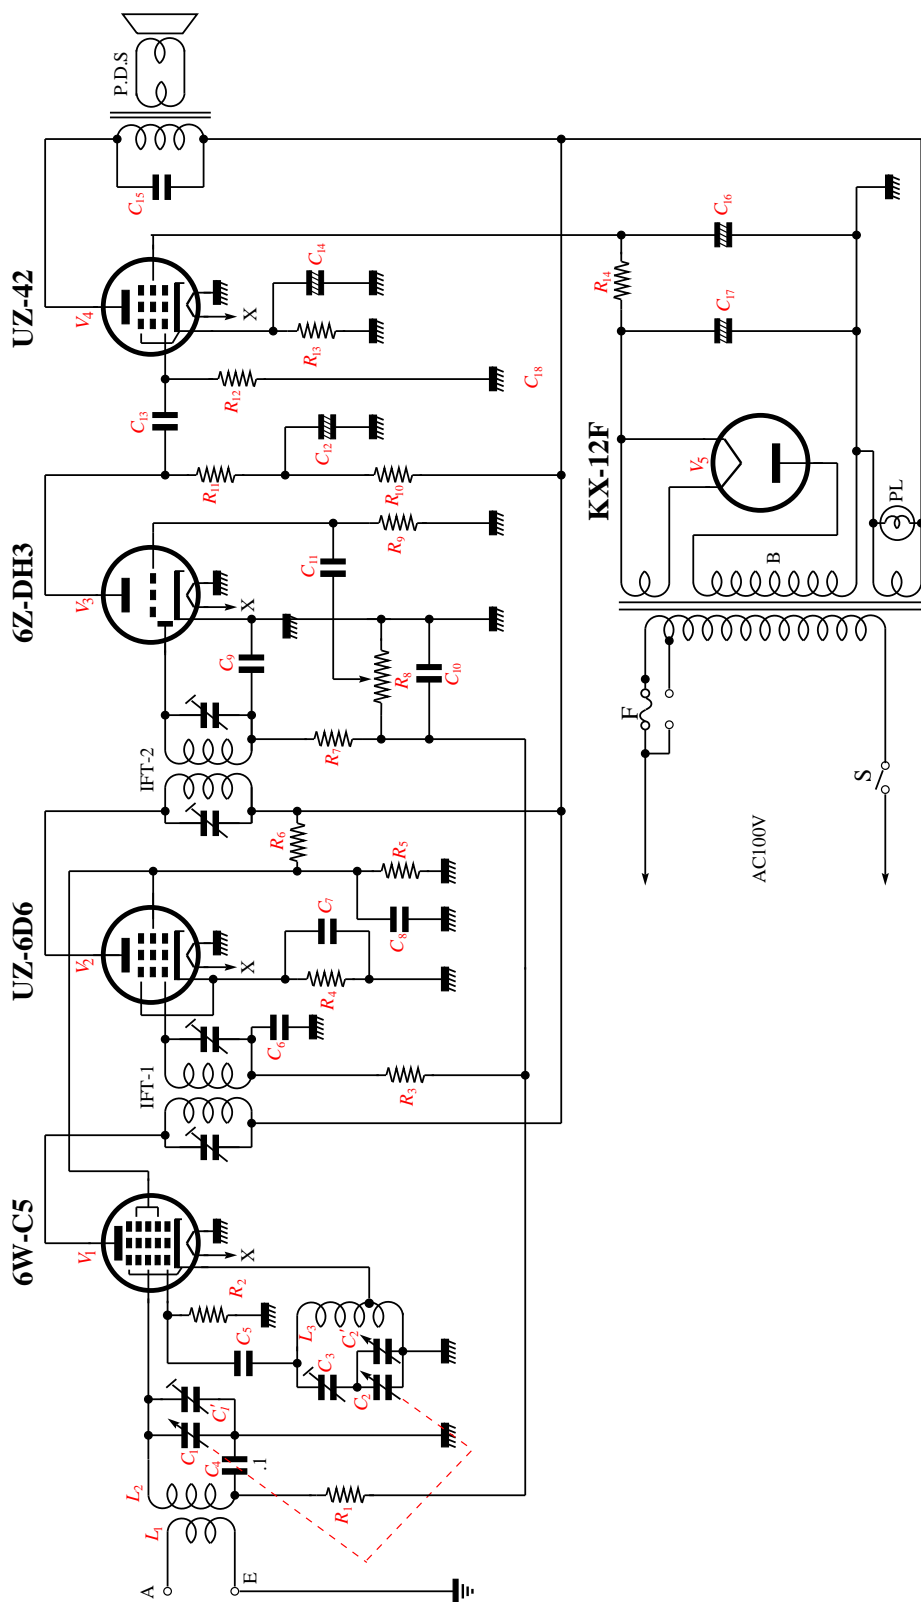 6W-C5
UZ-6D6
6Z-DH3
UZ-42
V1
V2
V3
V4
P.D.S
IFT-1
IFT-2
A
E
L1
L2
C1
C1'
C4
.1
R1
C5
R2
X
L3
C3
C2
C2'
C6
R3
X
R4
C7
C8
R5
R6
R7
C9
X
R8
C10
C11
R9
R11
R10
C12
C13
R12
X
R13
C14
C15
C18
KX-12F
V5
R14
C17
C16
B
PL
F
S
AC100V